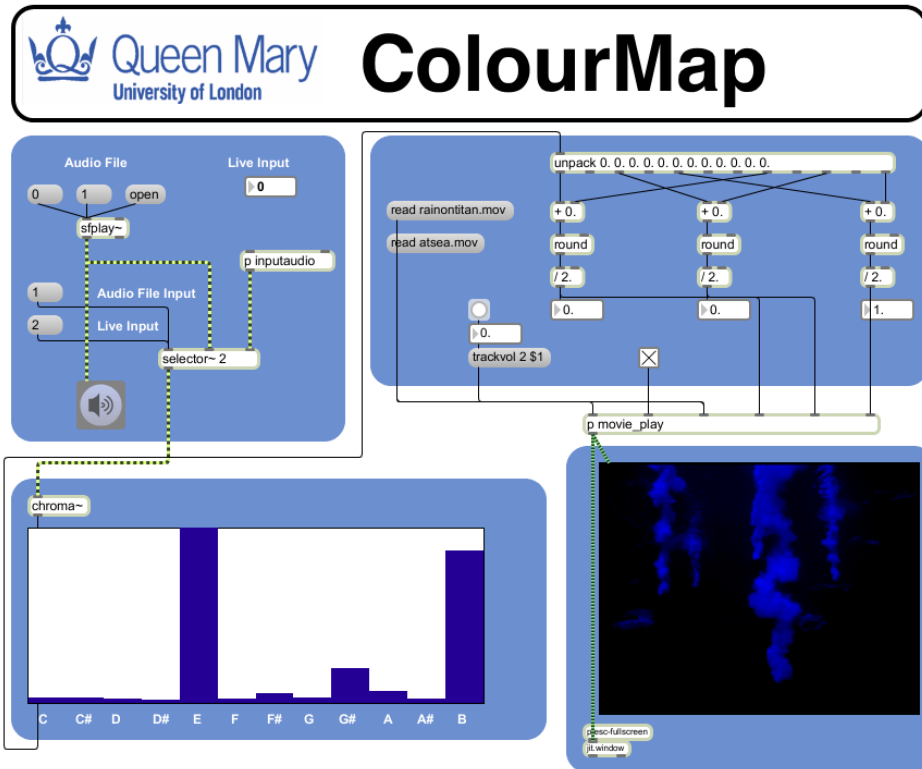 Queen Mary
University of London
ColourMap
Audio File
Live Input
0
1
open
0
sfplay~
p inputaudio
1
Audio File Input
2
Live Input
selector~ 2
unpack 0. 0. 0. 0. 0. 0. 0. 0. 0. 0. 0. 0.
read rainontitan.mov
+ 0.
+ 0.
+ 0.
read atsea.mov
round
round
round
/ 2.
/ 2.
/ 2.
0.
0.
1.
0.
trackvol 2 $1
p movie_play
chroma~
C C# D D# E F F# G G# A A# B
p esc-fullscreen
jit.window